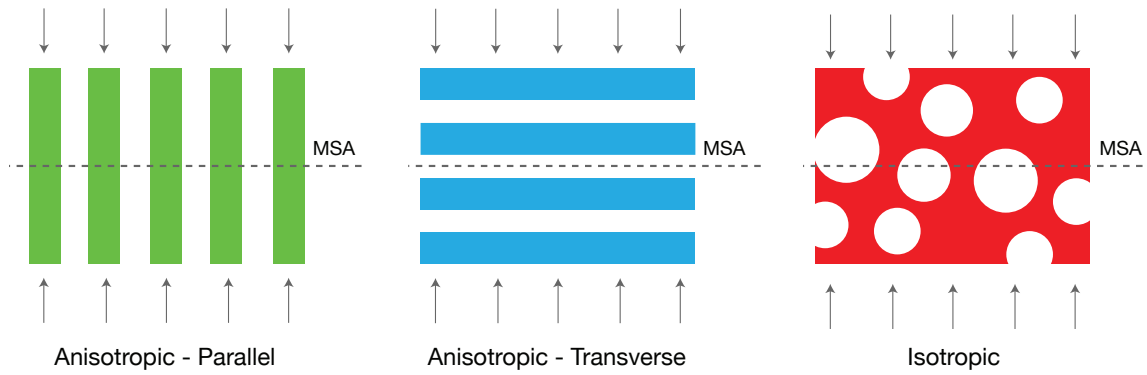 MSA
MSA
MSA
Anisotropic - Parallel
Anisotropic - Transverse
Isotropic